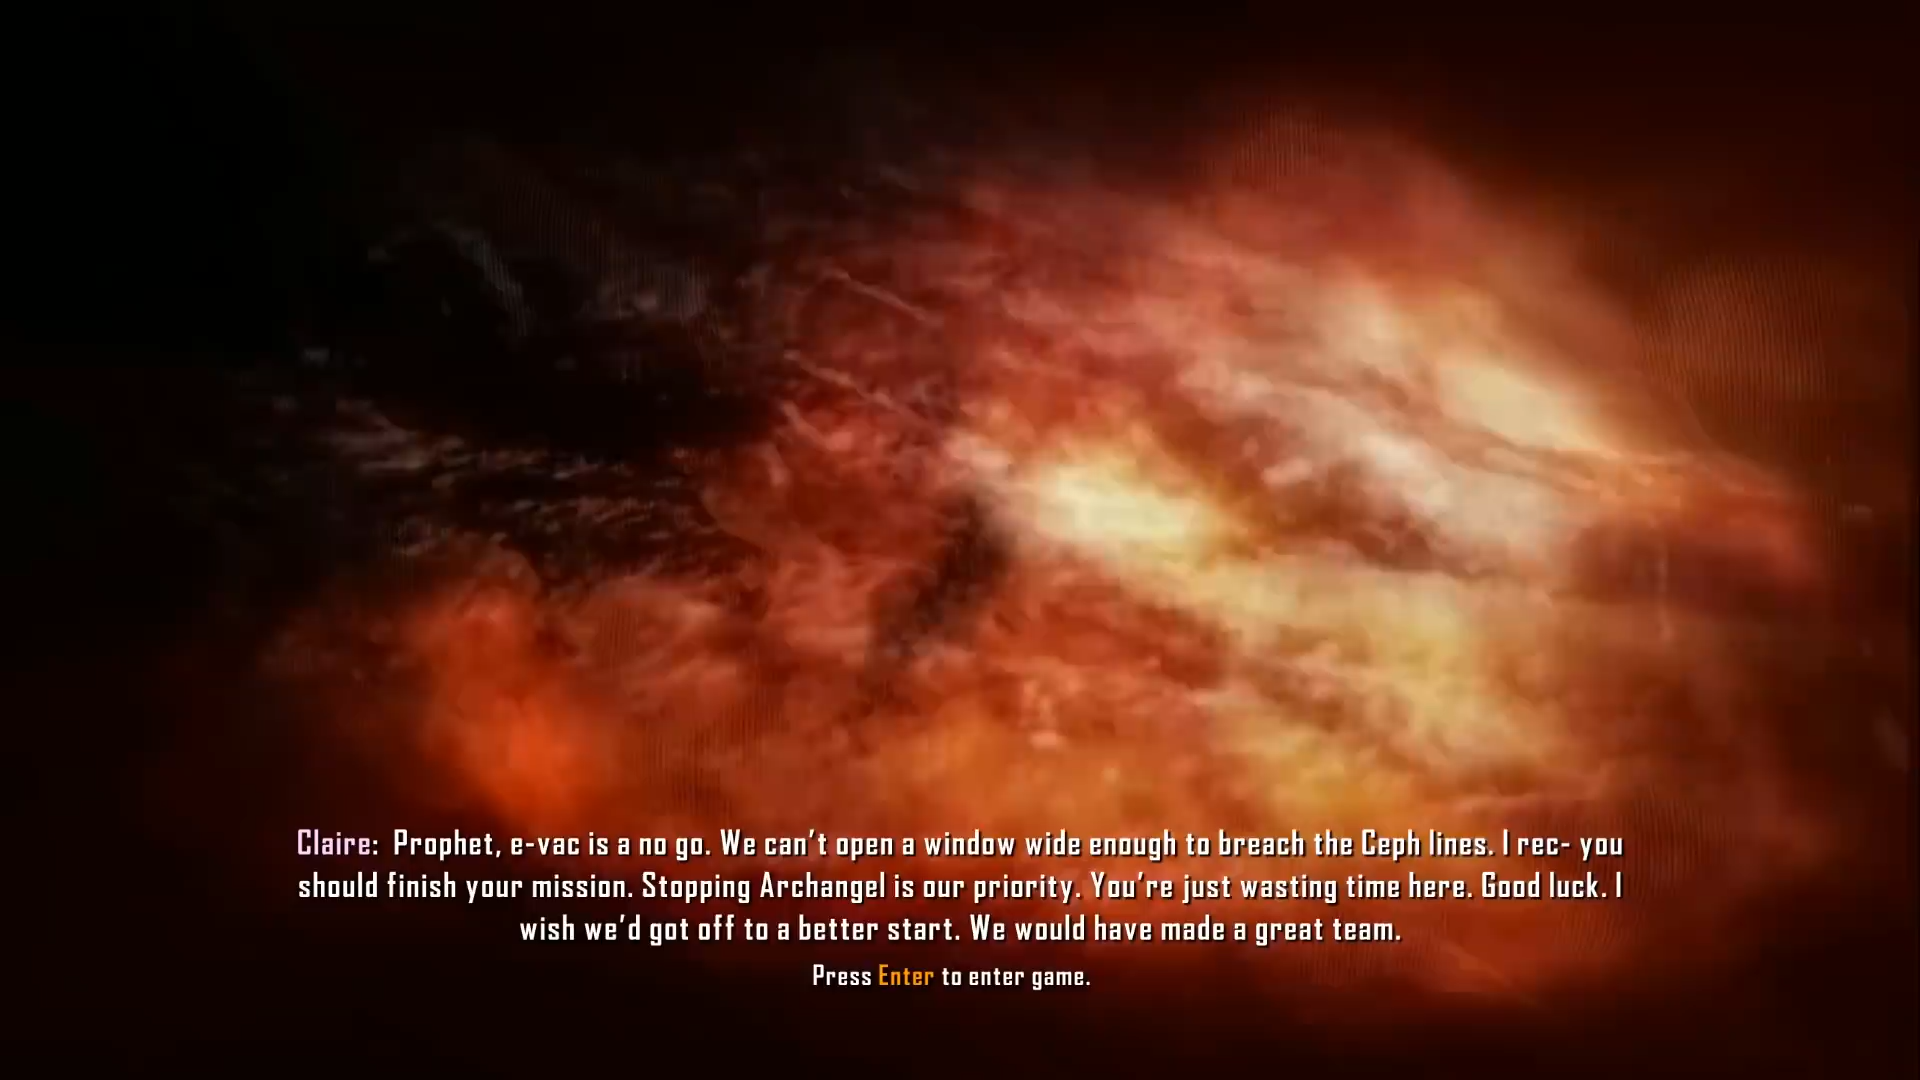 Claire: Prophet, e-vac is a no go. We can't open a window wide enough to breach the Ceph lines. I rec- you
should finish your mission. Stopping Archangel is our priority. You're just wasting time here. Good luck. I
wish we'd got off to a better start. We would have made a great team.
Press Enter to enter game.